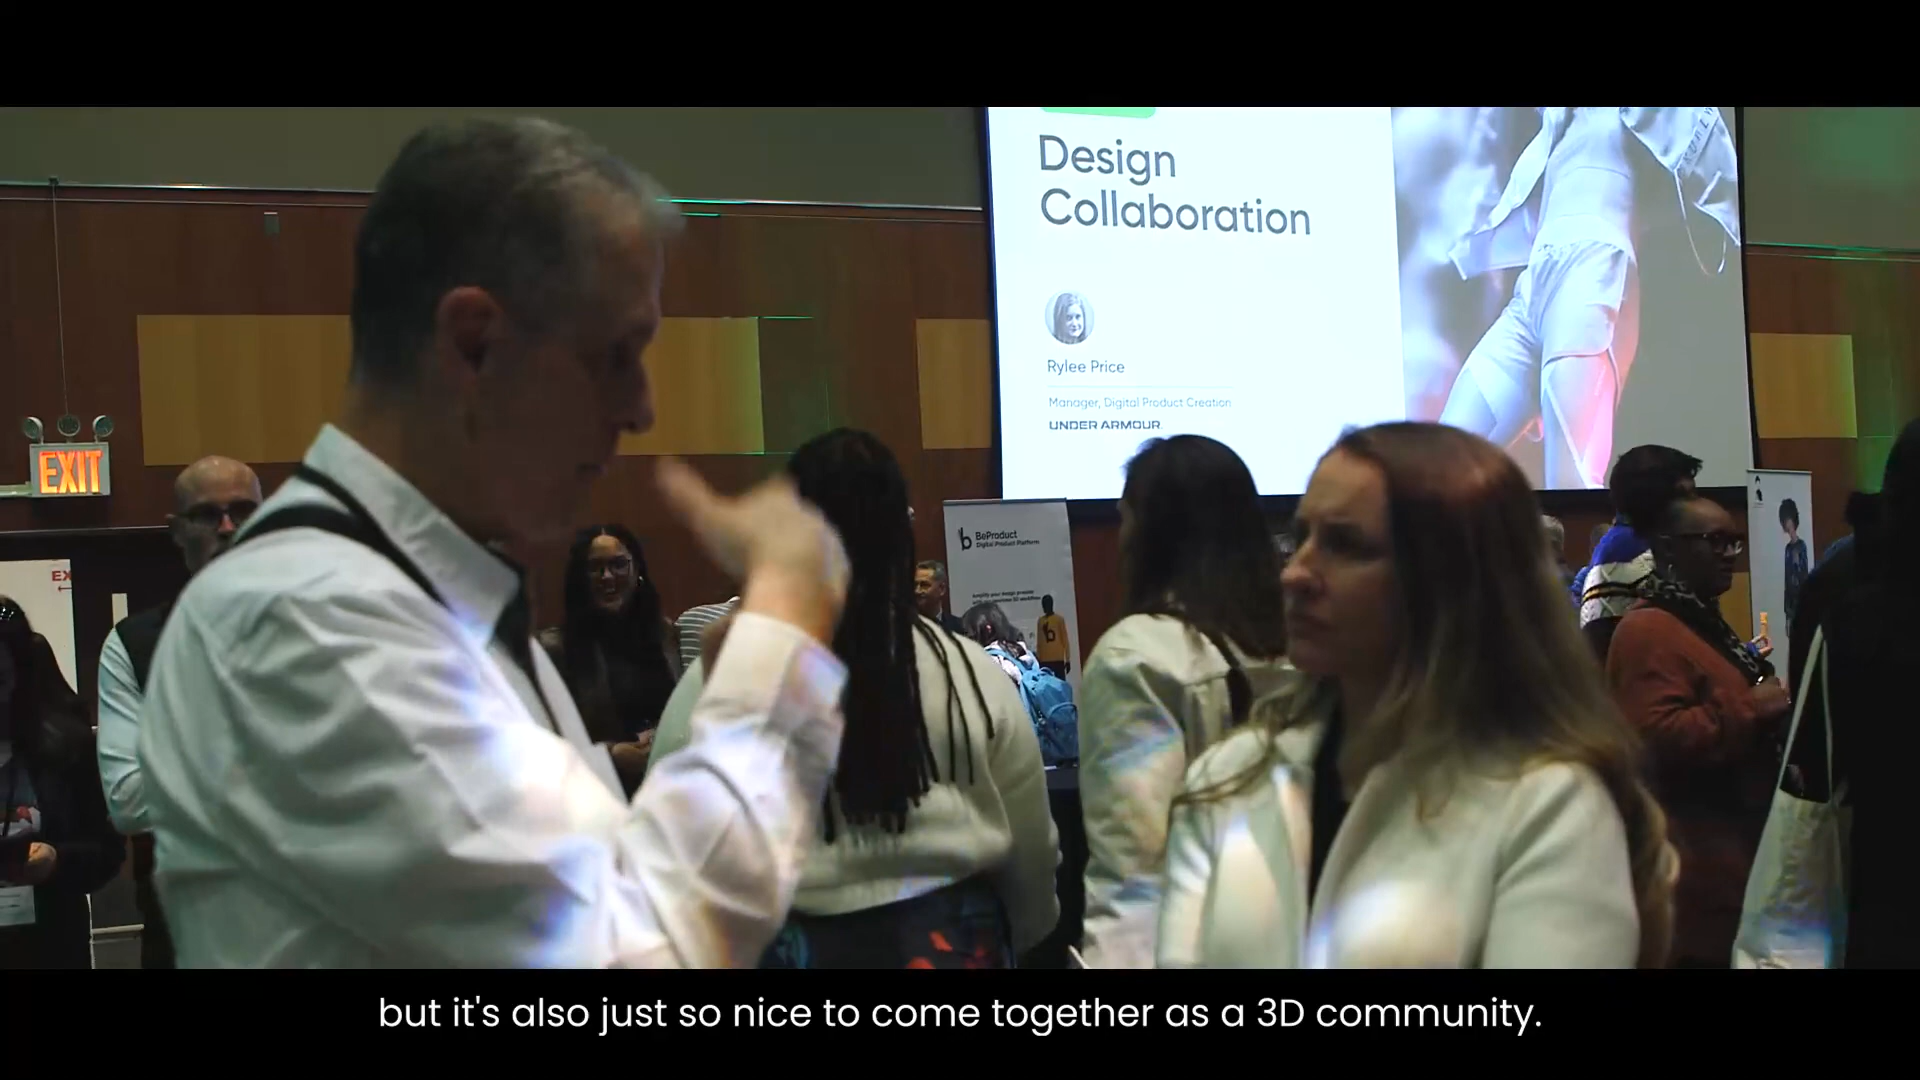 Design
Collaboration
Rylee Price
Manager, Digital Product Creation
UNDER ARMOUR
EXIT
EX
BeProduct
Digital Product Platform
but it's also just so nice to come together as a 3D community.